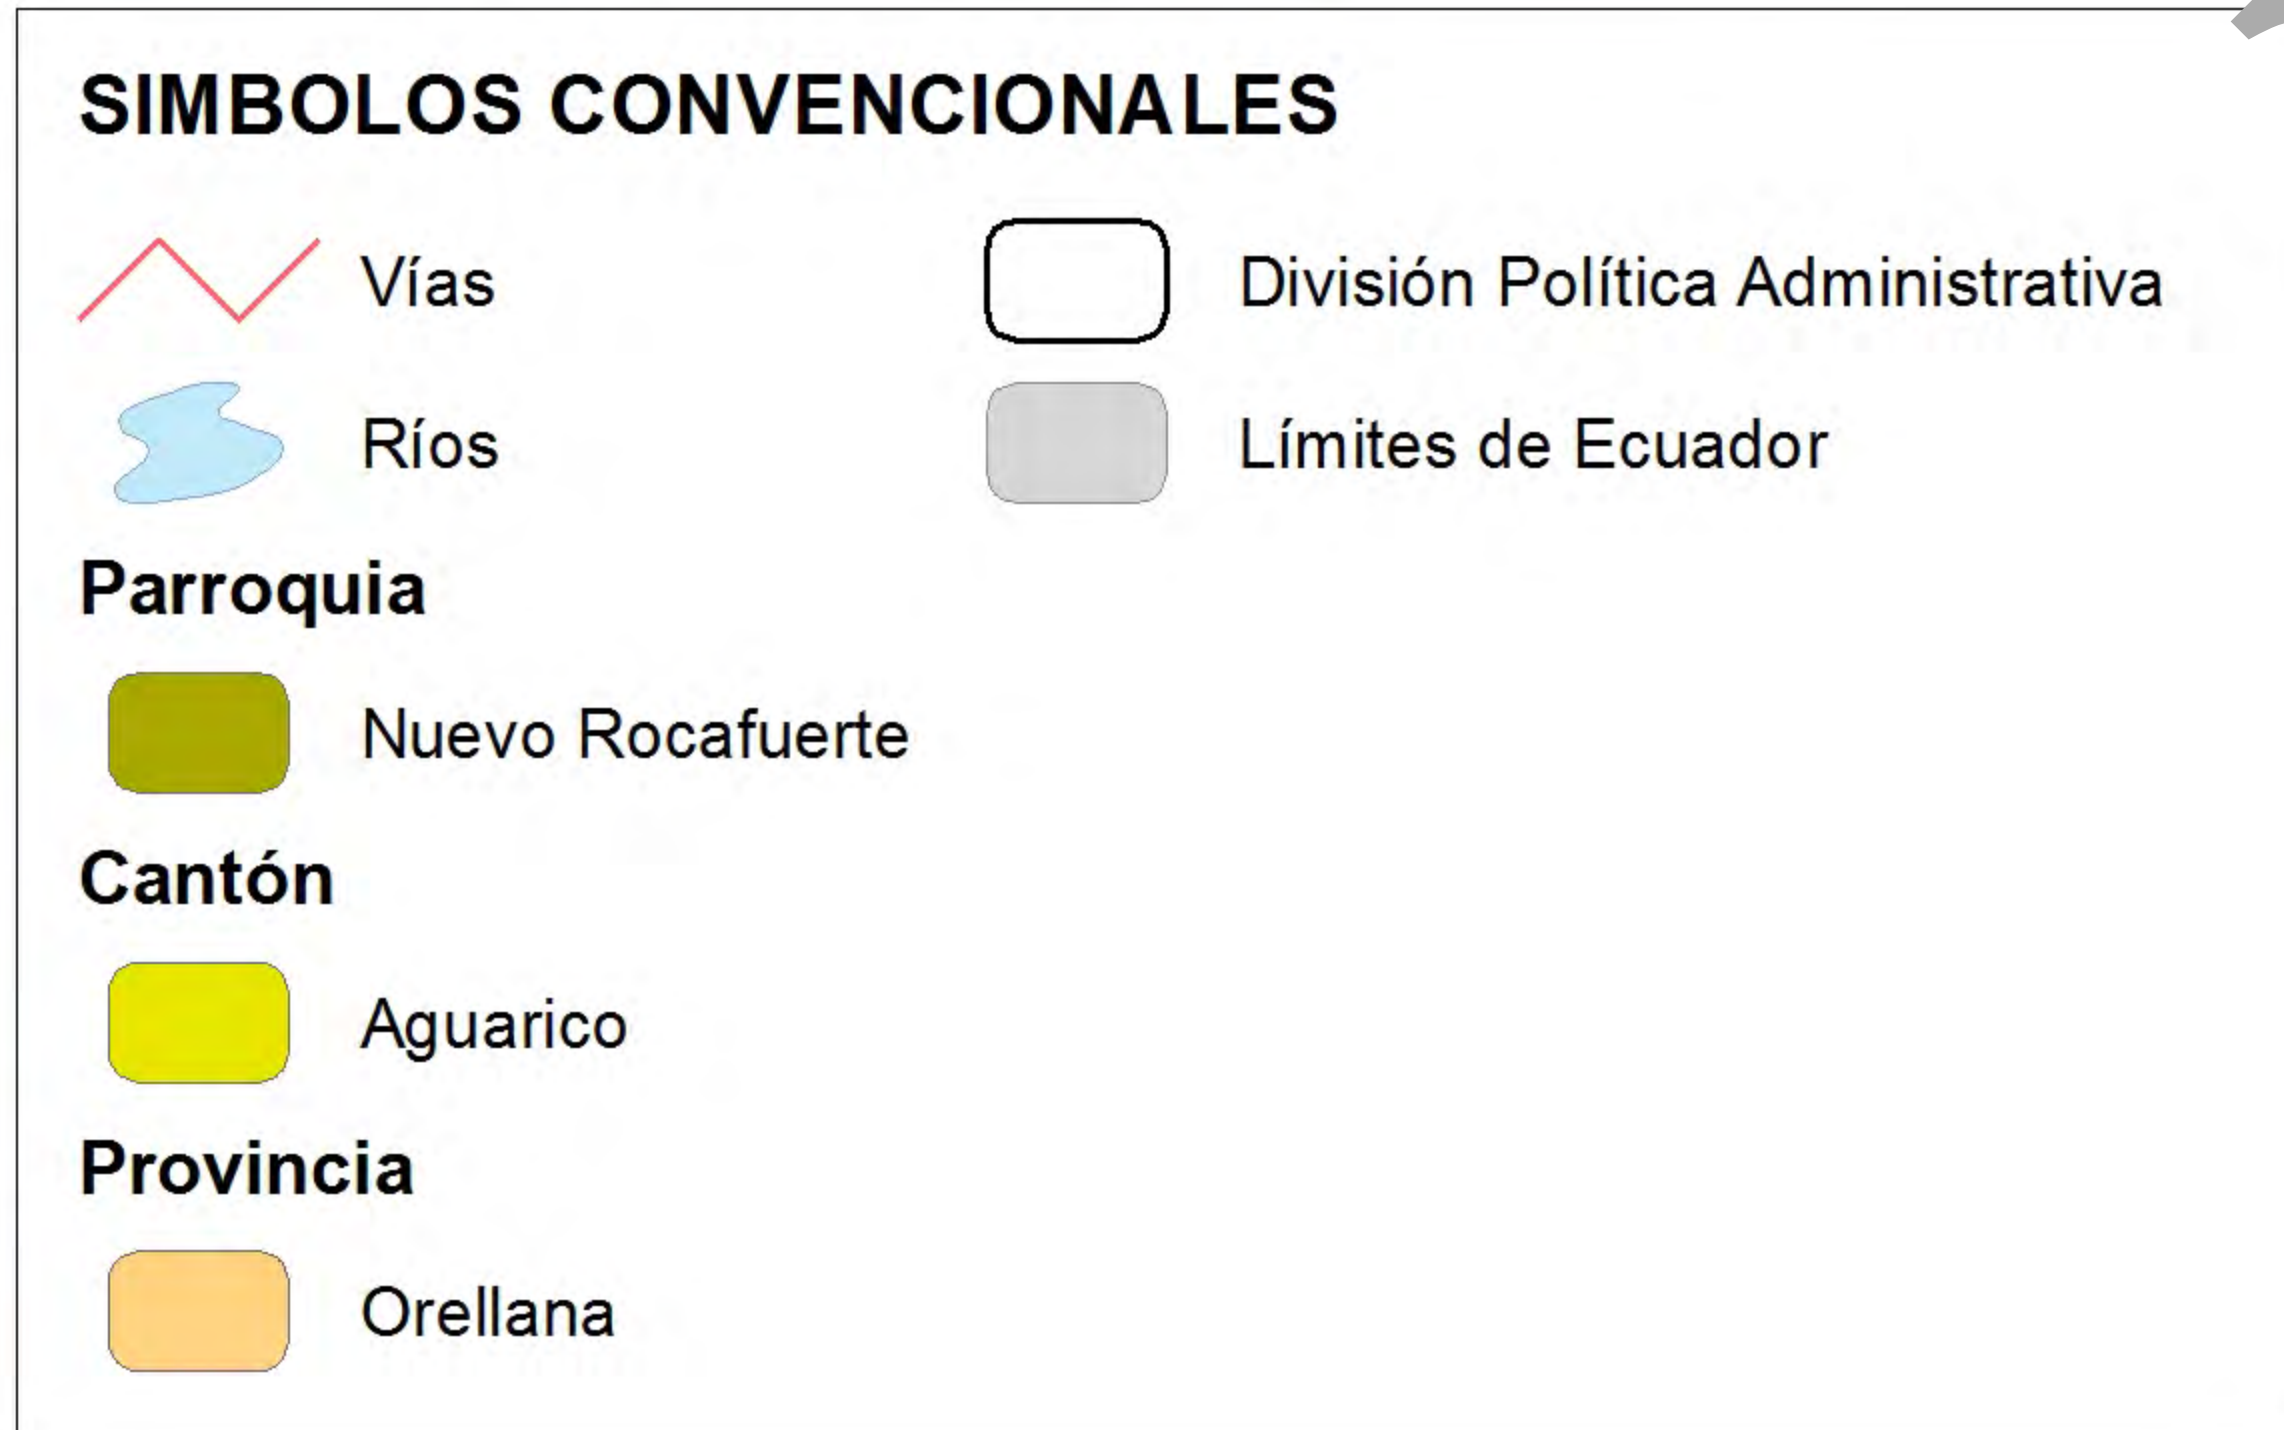 SIMBOLOS CONVENCIONALES
Vías
División Política Administrativa
Ríos
Límites de Ecuador
Parroquia
Nuevo Rocafuerte
Cantón
Aguarico
Provincia
Orellana